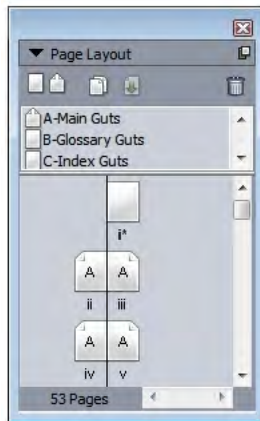 Page Layout
A-Main Guts
B-Glossary Guts
C-Index Guts
i*
A A
ii iii
A A
iv v
53 Pages